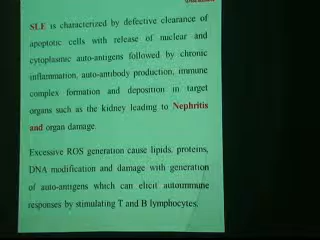 SLE is characterized by defective clearance of
apoptotic cells with release of nuclear and
cytoplasmic auto-antigens followed by chronic
inflammation, auto-antibody production, immune
complex formation and deposition in target
organs such as the kidney leading to Nephritis
and organ damage.
Excessive ROS generation cause lipids, proteins,
DNA modification and damage with generation
of auto-antigens which can elicit autoimmune
responses by stimulating T and B lymphocytes.